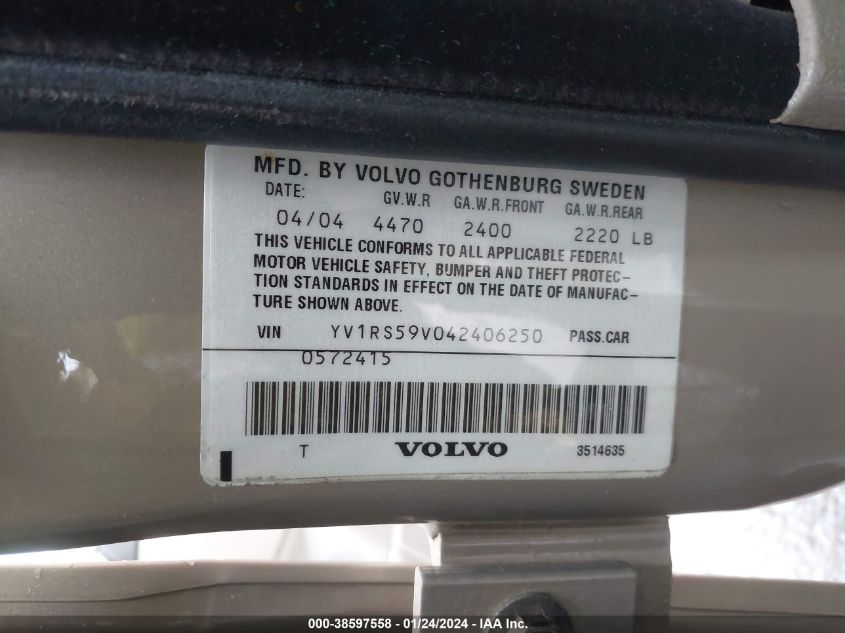 MFD. BY VOLVO GOTHENBURG SWEDEN
DATE: GV.W.R GA.W.R.FRONT GA.W.R.REAR
04/04 4470 2400 2220 LB
THIS VEHICLE CONFORMS TO ALL APPLICABLE FEDERAL
MOTOR VEHICLE SAFETY, BUMPER AND THEFT PROTEC-
TION STANDARDS IN EFFECT ON THE DATE OF MANUFAC-
TURE SHOWN ABOVE.
VIN YV1RS59V042406250 PASS.CAR
0572415
T VOLVO 3514635
000-38597558 - 01/24/2024 - IAA Inc.